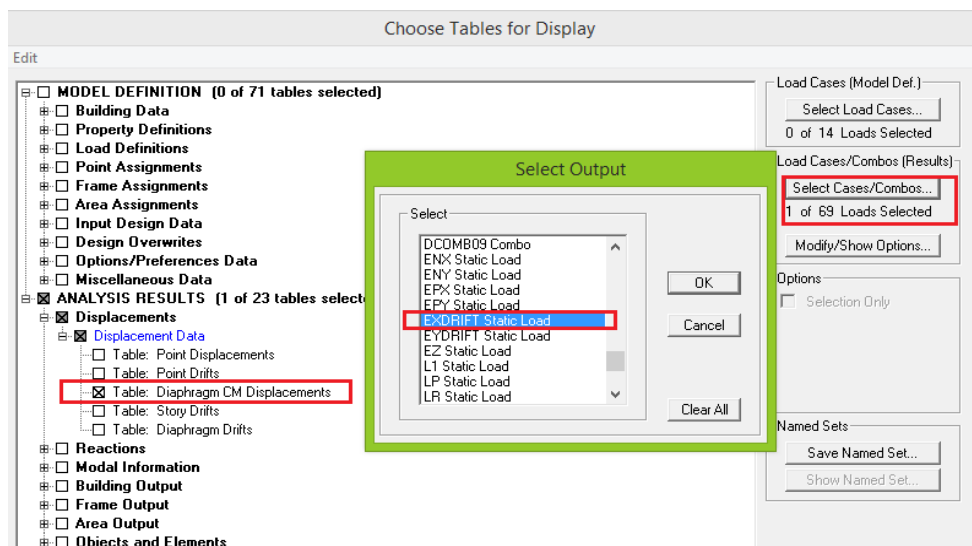 Choose Tables for Display
Edit
MODEL DEFINITION (0 of 71 tables selected)
Building Data
Property Definitions
Load Definitions
Point Assignments
Frame Assignments
Area Assignments
Input Design Data
Design Overwrites
Options/Preferences Data
Miscellaneous Data
ANALYSIS RESULTS (1 of 23 tables select
Displacements
Displacement Data
Table: Point Displacements
Table: Point Drifts
Table: Diaphragm CM Displacements
Table: Story Drifts
Table: Diaphragm Drifts
Reactions
Modal Information
Building Output
Frame Output
Area Output
Objects and Elements
Select Output
Select
DCOMB09 Combo
ENX Static Load
ENY Static Load
EPX Static Load
EPY Static Load
EXDRIFT Static Load
EYDRIFT Static Load
EZ Static Load
L1 Static Load
LP Static Load
LR Static Load
OK
Cancel
Clear All
Load Cases (Model Def.)
Select Load Cases...
0 of 14 Loads Selected
Load Cases/Combos (Results)
Select Cases/Combos...
1 of 69 Loads Selected
Modify/Show Options...
Options
Selection Only
Named Sets
Save Named Set...
Show Named Set...